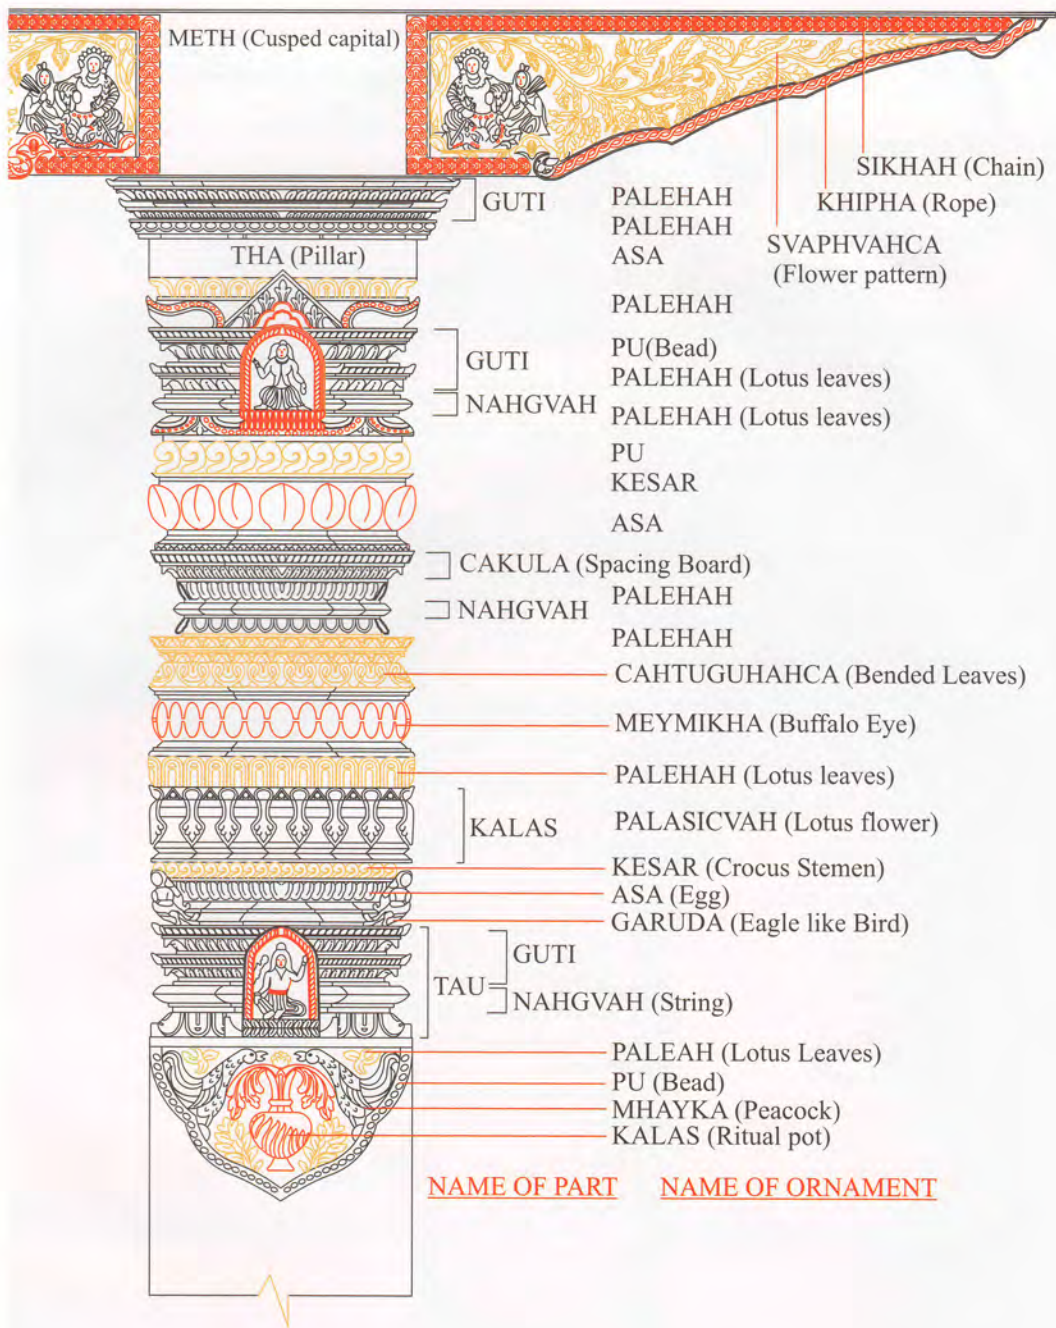 METH (Cusped capital)
SIKHAH (Chain)
GUTI
PALEHAH
KHIPHA (Rope)
PALEHAH
THA (Pillar)
ASA
SVAPHVAHCA
(Flower pattern)
PALEHAH
GUTI
PU(Bead)
PALEHAH (Lotus leaves)
NAHGVAH
PALEHAH (Lotus leaves)
PU
KESAR
ASA
CAKULA (Spacing Board)
NAHGVAH
PALEHAH
PALEHAH
CAHTUGUHAHCA (Bended Leaves)
MEYMIKHA (Buffalo Eye)
PALEHAH (Lotus leaves)
KALAS
PALASICVAH (Lotus flower)
KESAR (Crocus Stemen)
ASA (Egg)
GARUDA (Eagle like Bird)
GUTI
TAU
NAHGVAH (String)
PALEAH (Lotus Leaves)
PU (Bead)
MHAYKA (Peacock)
KALAS (Ritual pot)
NAME OF PART
NAME OF ORNAMENT